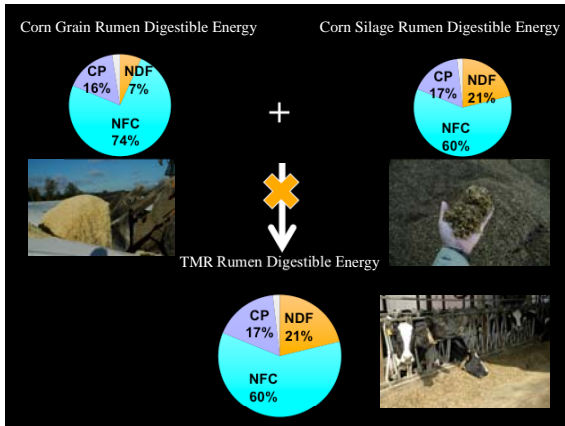 Corn Grain Rumen Digestible Energy
Corn Silage Rumen Digestible Energy
CP
16%
NDF
7%
NFC
74%
+
CP
17%
NDF
21%
NFC
60%
TMR Rumen Digestible Energy
CP
17%
NDF
21%
NFC
60%